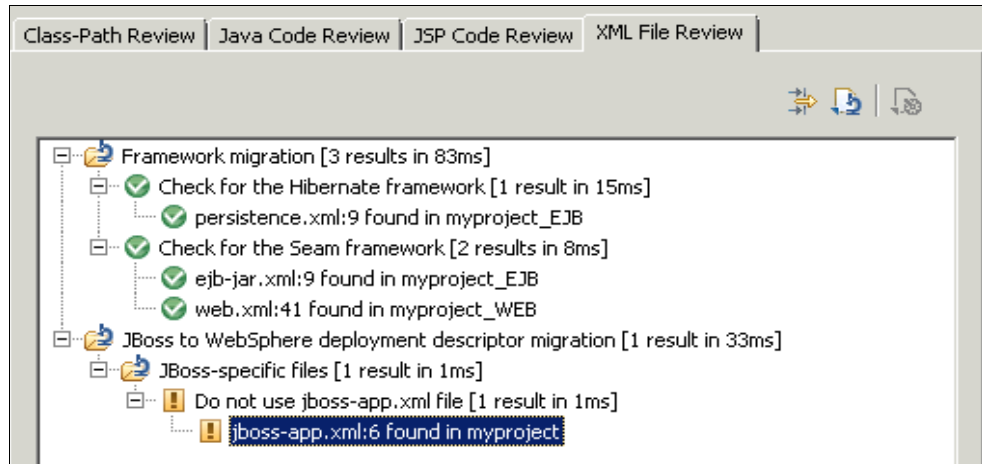 Class-Path Review Java Code Review JSP Code Review XML File Review
Framework migration [3 results in 83ms]
Check for the Hibernate framework [1 result in 15ms]
persistence.xml:9 found in myproject_EJB
Check for the Seam framework [2 results in 8ms]
ejb-jar.xml:9 found in myproject_EJB
web.xml:41 found in myproject_WEB
JBoss to WebSphere deployment descriptor migration [1 result in 33ms]
JBoss-specific files [1 result in 1ms]
Do not use jboss-app.xml file [1 result in 1ms]
jboss-app.xml:6 found in myproject